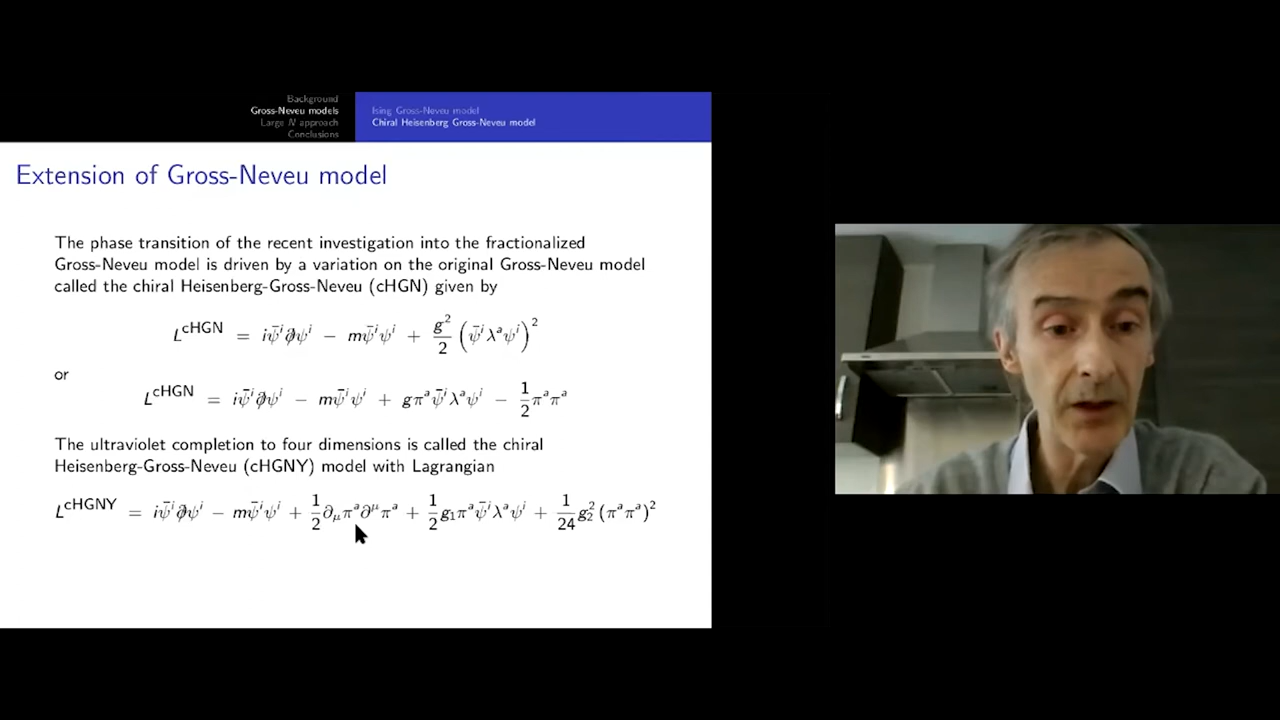 Background
Gross-Neveu models
Large N approach
Conclusions
Ising Gross-Neveu model
Chiral Heisenberg Gross-Neveu model
Extension of Gross-Neveu model
The phase transition of the recent investigation into the fractionalized
Gross-Neveu model is driven by a variation on the original Gross-Neveu model
called the chiral Heisenberg-Gross-Neveu (cHGN) given by
L^cHGN = iψ̄^i ∂̸ψ^i − mψ̄^iψ^i + g²/2 (ψ̄^iλ^aψ^i)²
or
L^cHGN = iψ̄^i ∂̸ψ^i − mψ̄^iψ^i + gπ^aψ̄^iλ^aψ^i − 1/2 π^aπ^a
The ultraviolet completion to four dimensions is called the chiral
Heisenberg-Gross-Neveu (cHGNY) model with Lagrangian
L^cHGNY = iψ̄^i ∂̸ψ^i − mψ̄^iψ^i + 1/2 ∂_μπ^a∂^μπ^a + 1/2 g₁π^aψ̄^iλ^aψ^i + 1/24 g₂² (π^aπ^a)²